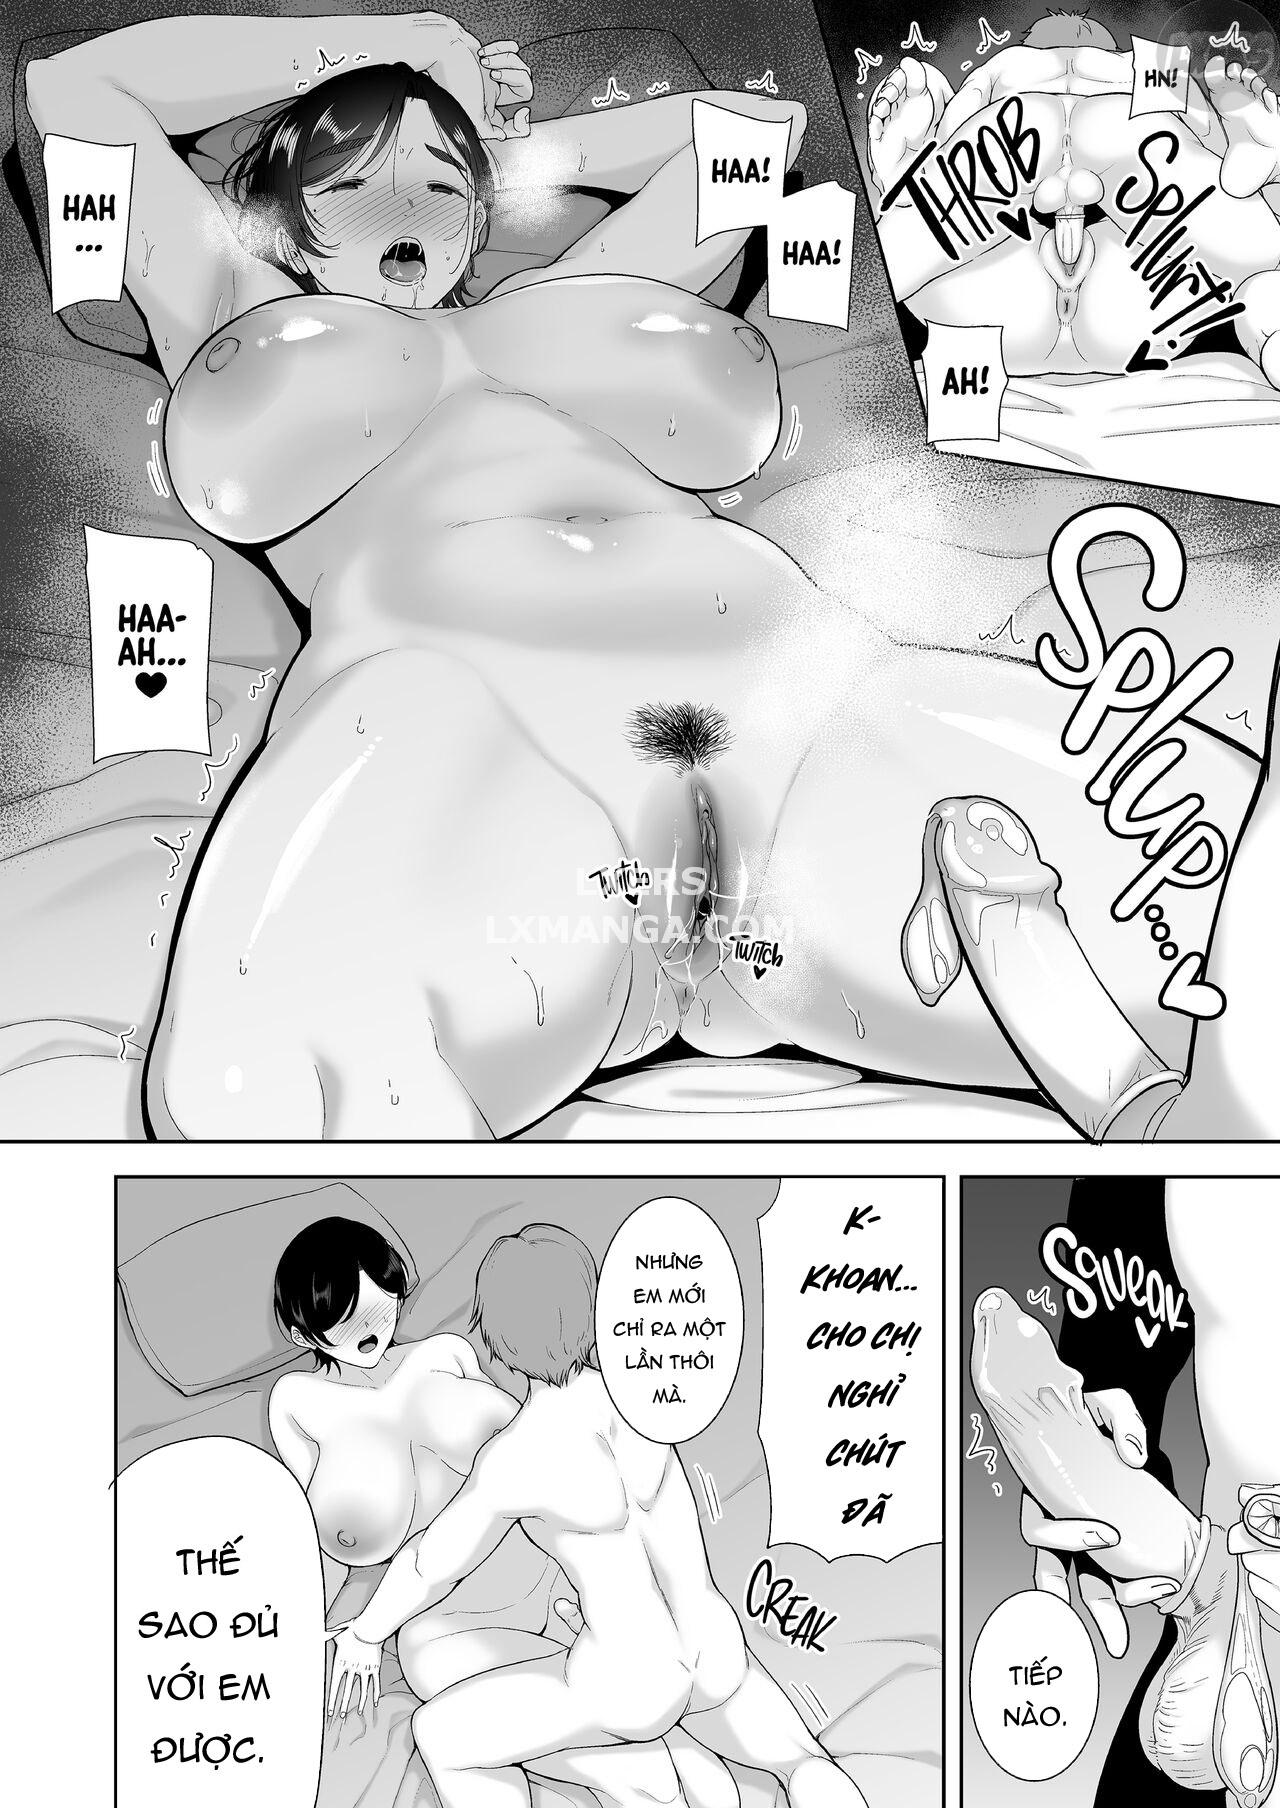 HN!
THROB
SPLURT!
AH!
HAH
...
HAA!
HAA!
HAA-
AH...
SPLUP...
TWITCH
TWITCH
LXERS
LXMANGA.COM
SQUEAK
TIẾP
NÀO.
K-
KHOAN...
CHO CHỊ
NGHỈ
CHÚT
ĐÃ
NHƯNG
EM MỚI
CHỈ RA MỘT
LẦN THÔI
MÀ.
CREAK
THẾ
SAO ĐỦ
VỚI EM
ĐƯỢC.